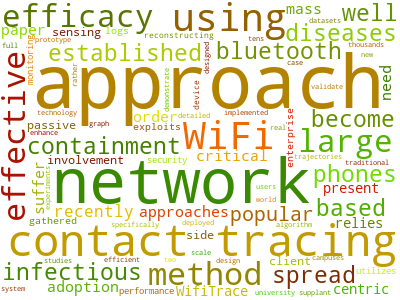 efficacy using mass well
paper sensing logs datasets tens
full prototype reconstructing diseases thousands
established bluetooth
monitoring technology rather demonstrate device designed case new need
approach
passive exploits detailed implemented validate
effective order enhance graph real trajectories traditional
containment WiFi critical enterprise large become
involvement security phones
suffer network users present
experiments recently approaches popular world based relies
gathered deployed side
contact tracing specifically algorithm scale client campuses centric
infectious method spread
studies efficient two design utilizes
system adoption performance WifiTrace university supplant